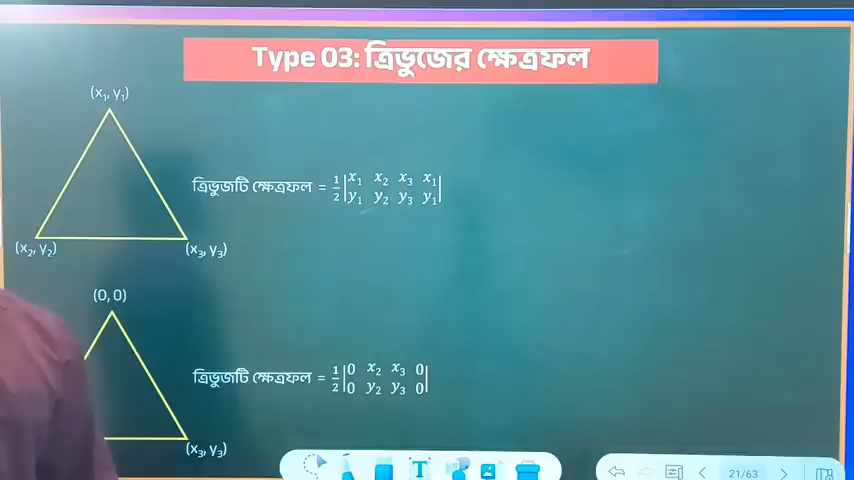 Type 03: ত্রিভুজের ক্ষেত্রফল
(x₁, y₁)
ত্রিভুজটি ক্ষেত্রফল = 1/2 |x₁ x₂ x₃ x₁
y₁ y₂ y₃ y₁|
(x₂, y₂)
(x₃, y₃)
(0, 0)
ত্রিভুজটি ক্ষেত্রফল = 1/2 |0 x₂ x₃ 0
0 y₂ y₃ 0|
(x₃, y₃)
T
21/63